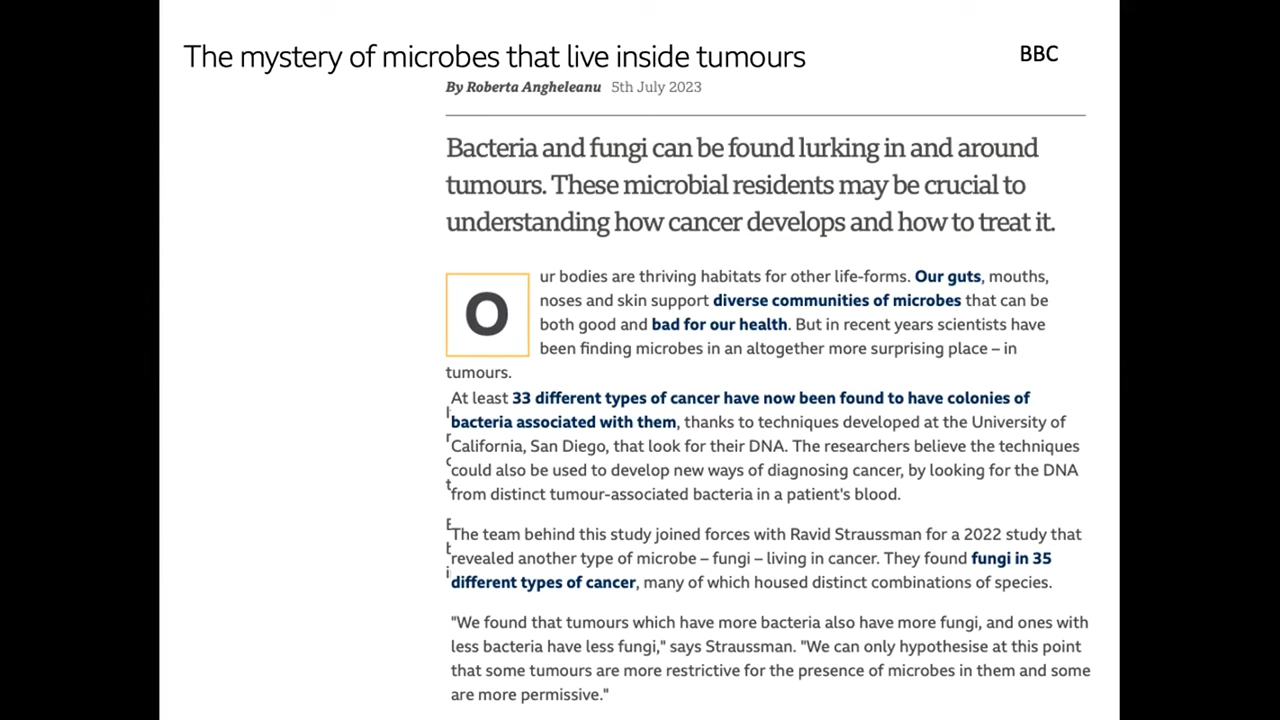 The mystery of microbes that live inside tumours
BBC
By Roberta Angheleanu 5th July 2023
Bacteria and fungi can be found lurking in and around
tumours. These microbial residents may be crucial to
understanding how cancer develops and how to treat it.
Our bodies are thriving habitats for other life-forms. Our guts, mouths,
noses and skin support diverse communities of microbes that can be
both good and bad for our health. But in recent years scientists have
been finding microbes in an altogether more surprising place – in
tumours.
At least 33 different types of cancer have now been found to have colonies of
bacteria associated with them, thanks to techniques developed at the University of
California, San Diego, that look for their DNA. The researchers believe the techniques
could also be used to develop new ways of diagnosing cancer, by looking for the DNA
from distinct tumour-associated bacteria in a patient's blood.
The team behind this study joined forces with Ravid Straussman for a 2022 study that
revealed another type of microbe – fungi – living in cancer. They found fungi in 35
different types of cancer, many of which housed distinct combinations of species.
"We found that tumours which have more bacteria also have more fungi, and ones with
less bacteria have less fungi," says Straussman. "We can only hypothesise at this point
that some tumours are more restrictive for the presence of microbes in them and some
are more permissive."